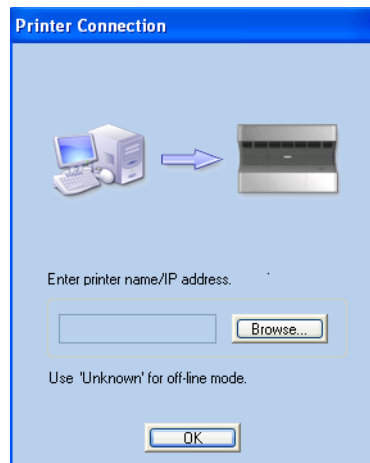 Printer Connection
Enter printer name/IP address.
Browse...
Use 'Unknown' for off-line mode.
OK